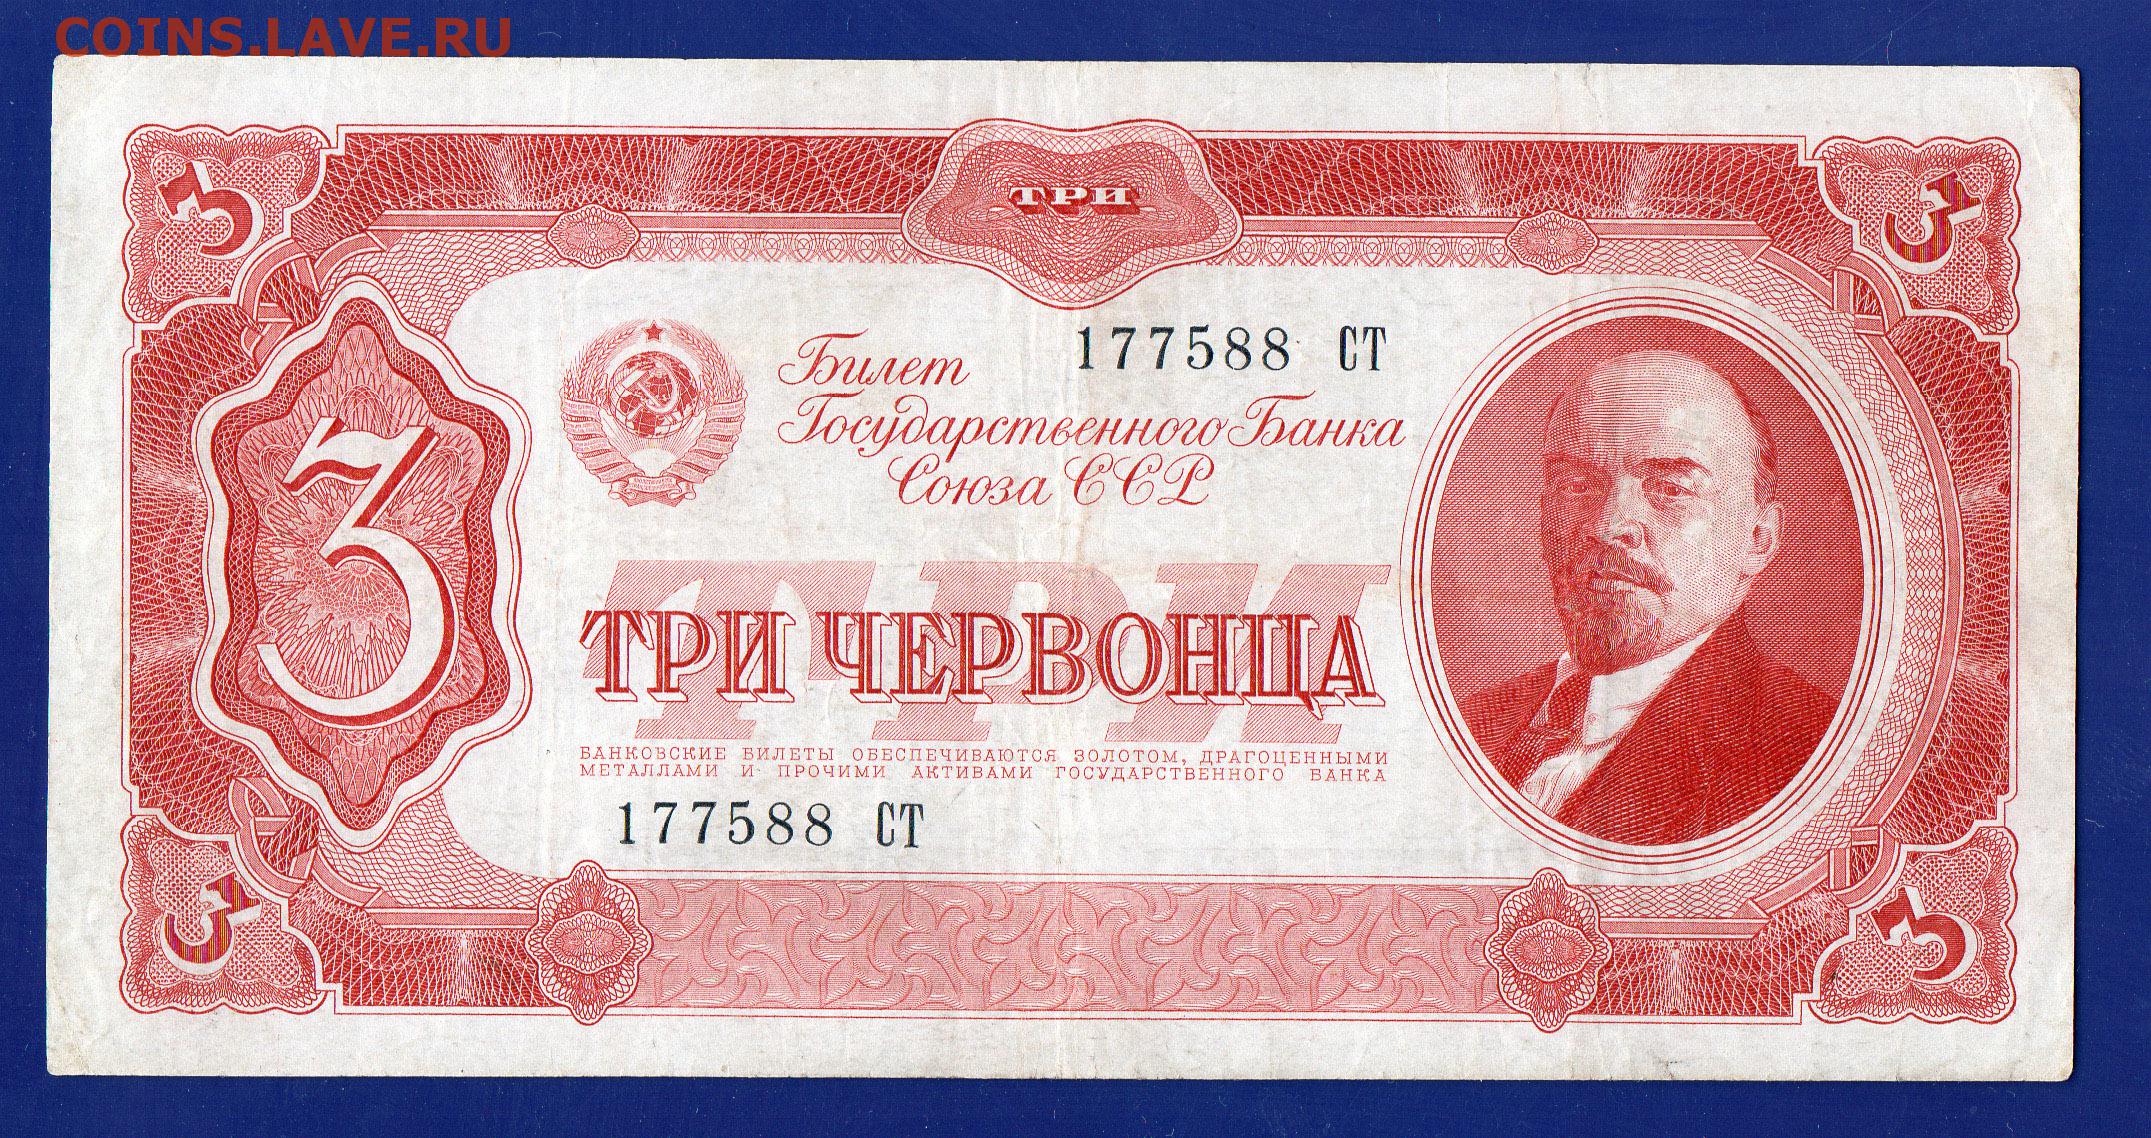 COINS.LAVE.RU
3
ТРИ
3
177588 СТ
Билет
Государственного Банка
Союза ССР
3
ТРИ
ТРИ ЧЕРВОНЦА
БАНКОВСКИЕ БИЛЕТЫ ОБЕСПЕЧИВАЮТСЯ ЗОЛОТОМ, ДРАГОЦЕННЫМИ
МЕТАЛЛАМИ И ПРОЧИМИ АКТИВАМИ ГОСУДАРСТВЕННОГО БАНКА
177588 СТ
3
3